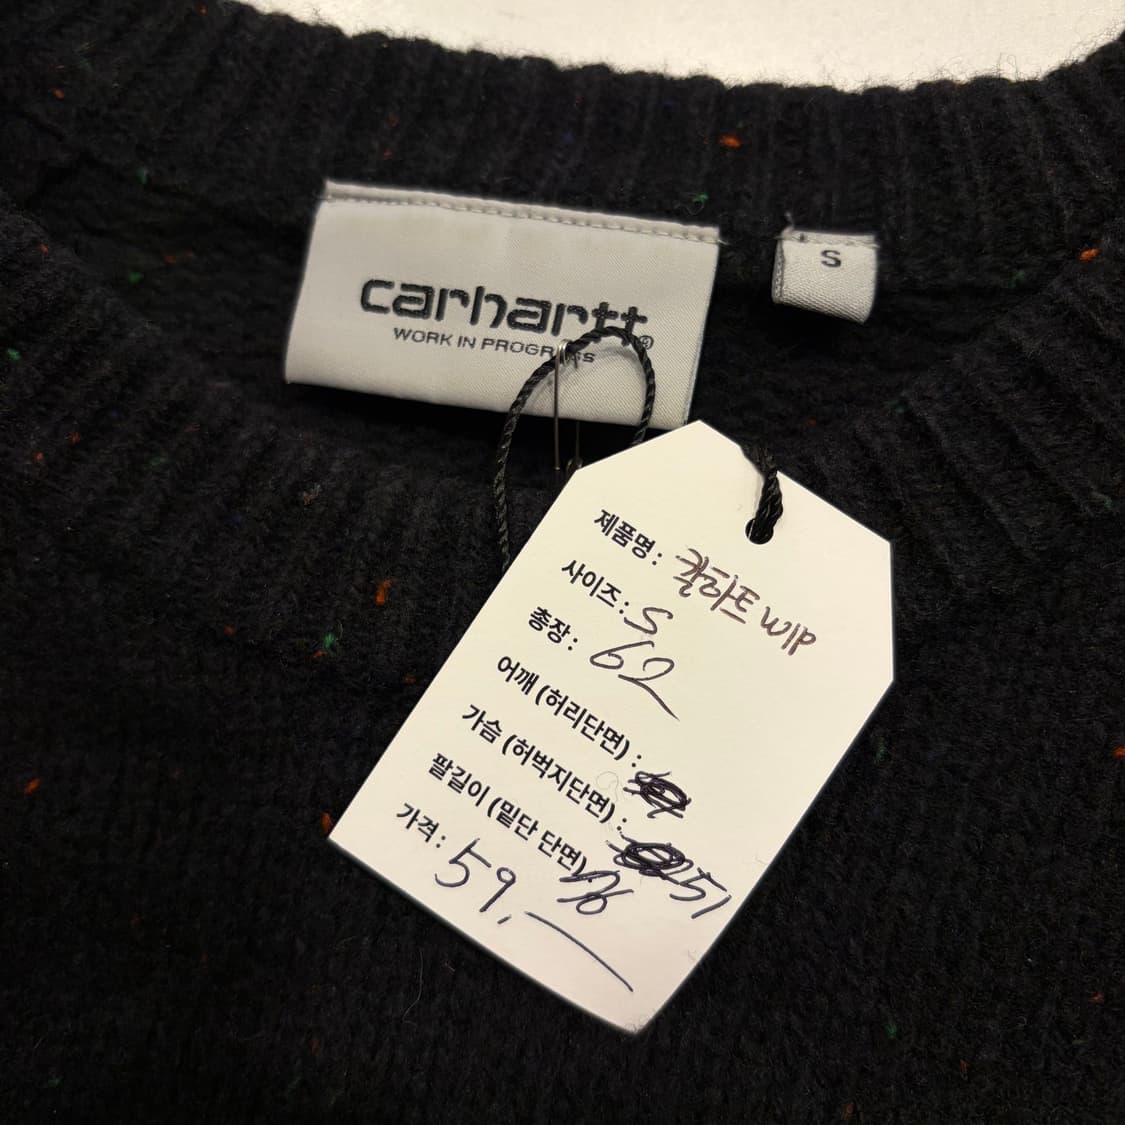 carhartt
WORK IN PROGRESS
S
제품명: 칼하트 WIP
사이즈: S
총장: 62
어깨 (허리단면) :
가슴 (허벅지단면) : 51
팔길이 (밑단 단면) : 76
가격: 59,-